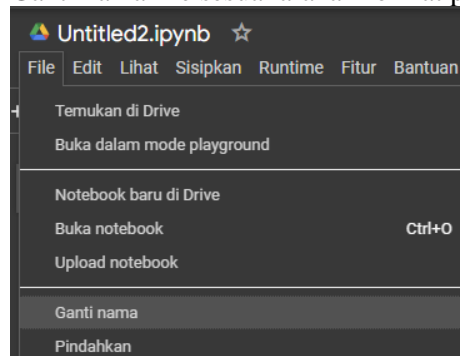 Untitled2.ipynb
File Edit Lihat Sisipkan Runtime Fitur Bantuan
Temukan di Drive
Buka dalam mode playground
Notebook baru di Drive
Buka notebook Ctrl+O
Upload notebook
Ganti nama
Pindahkan